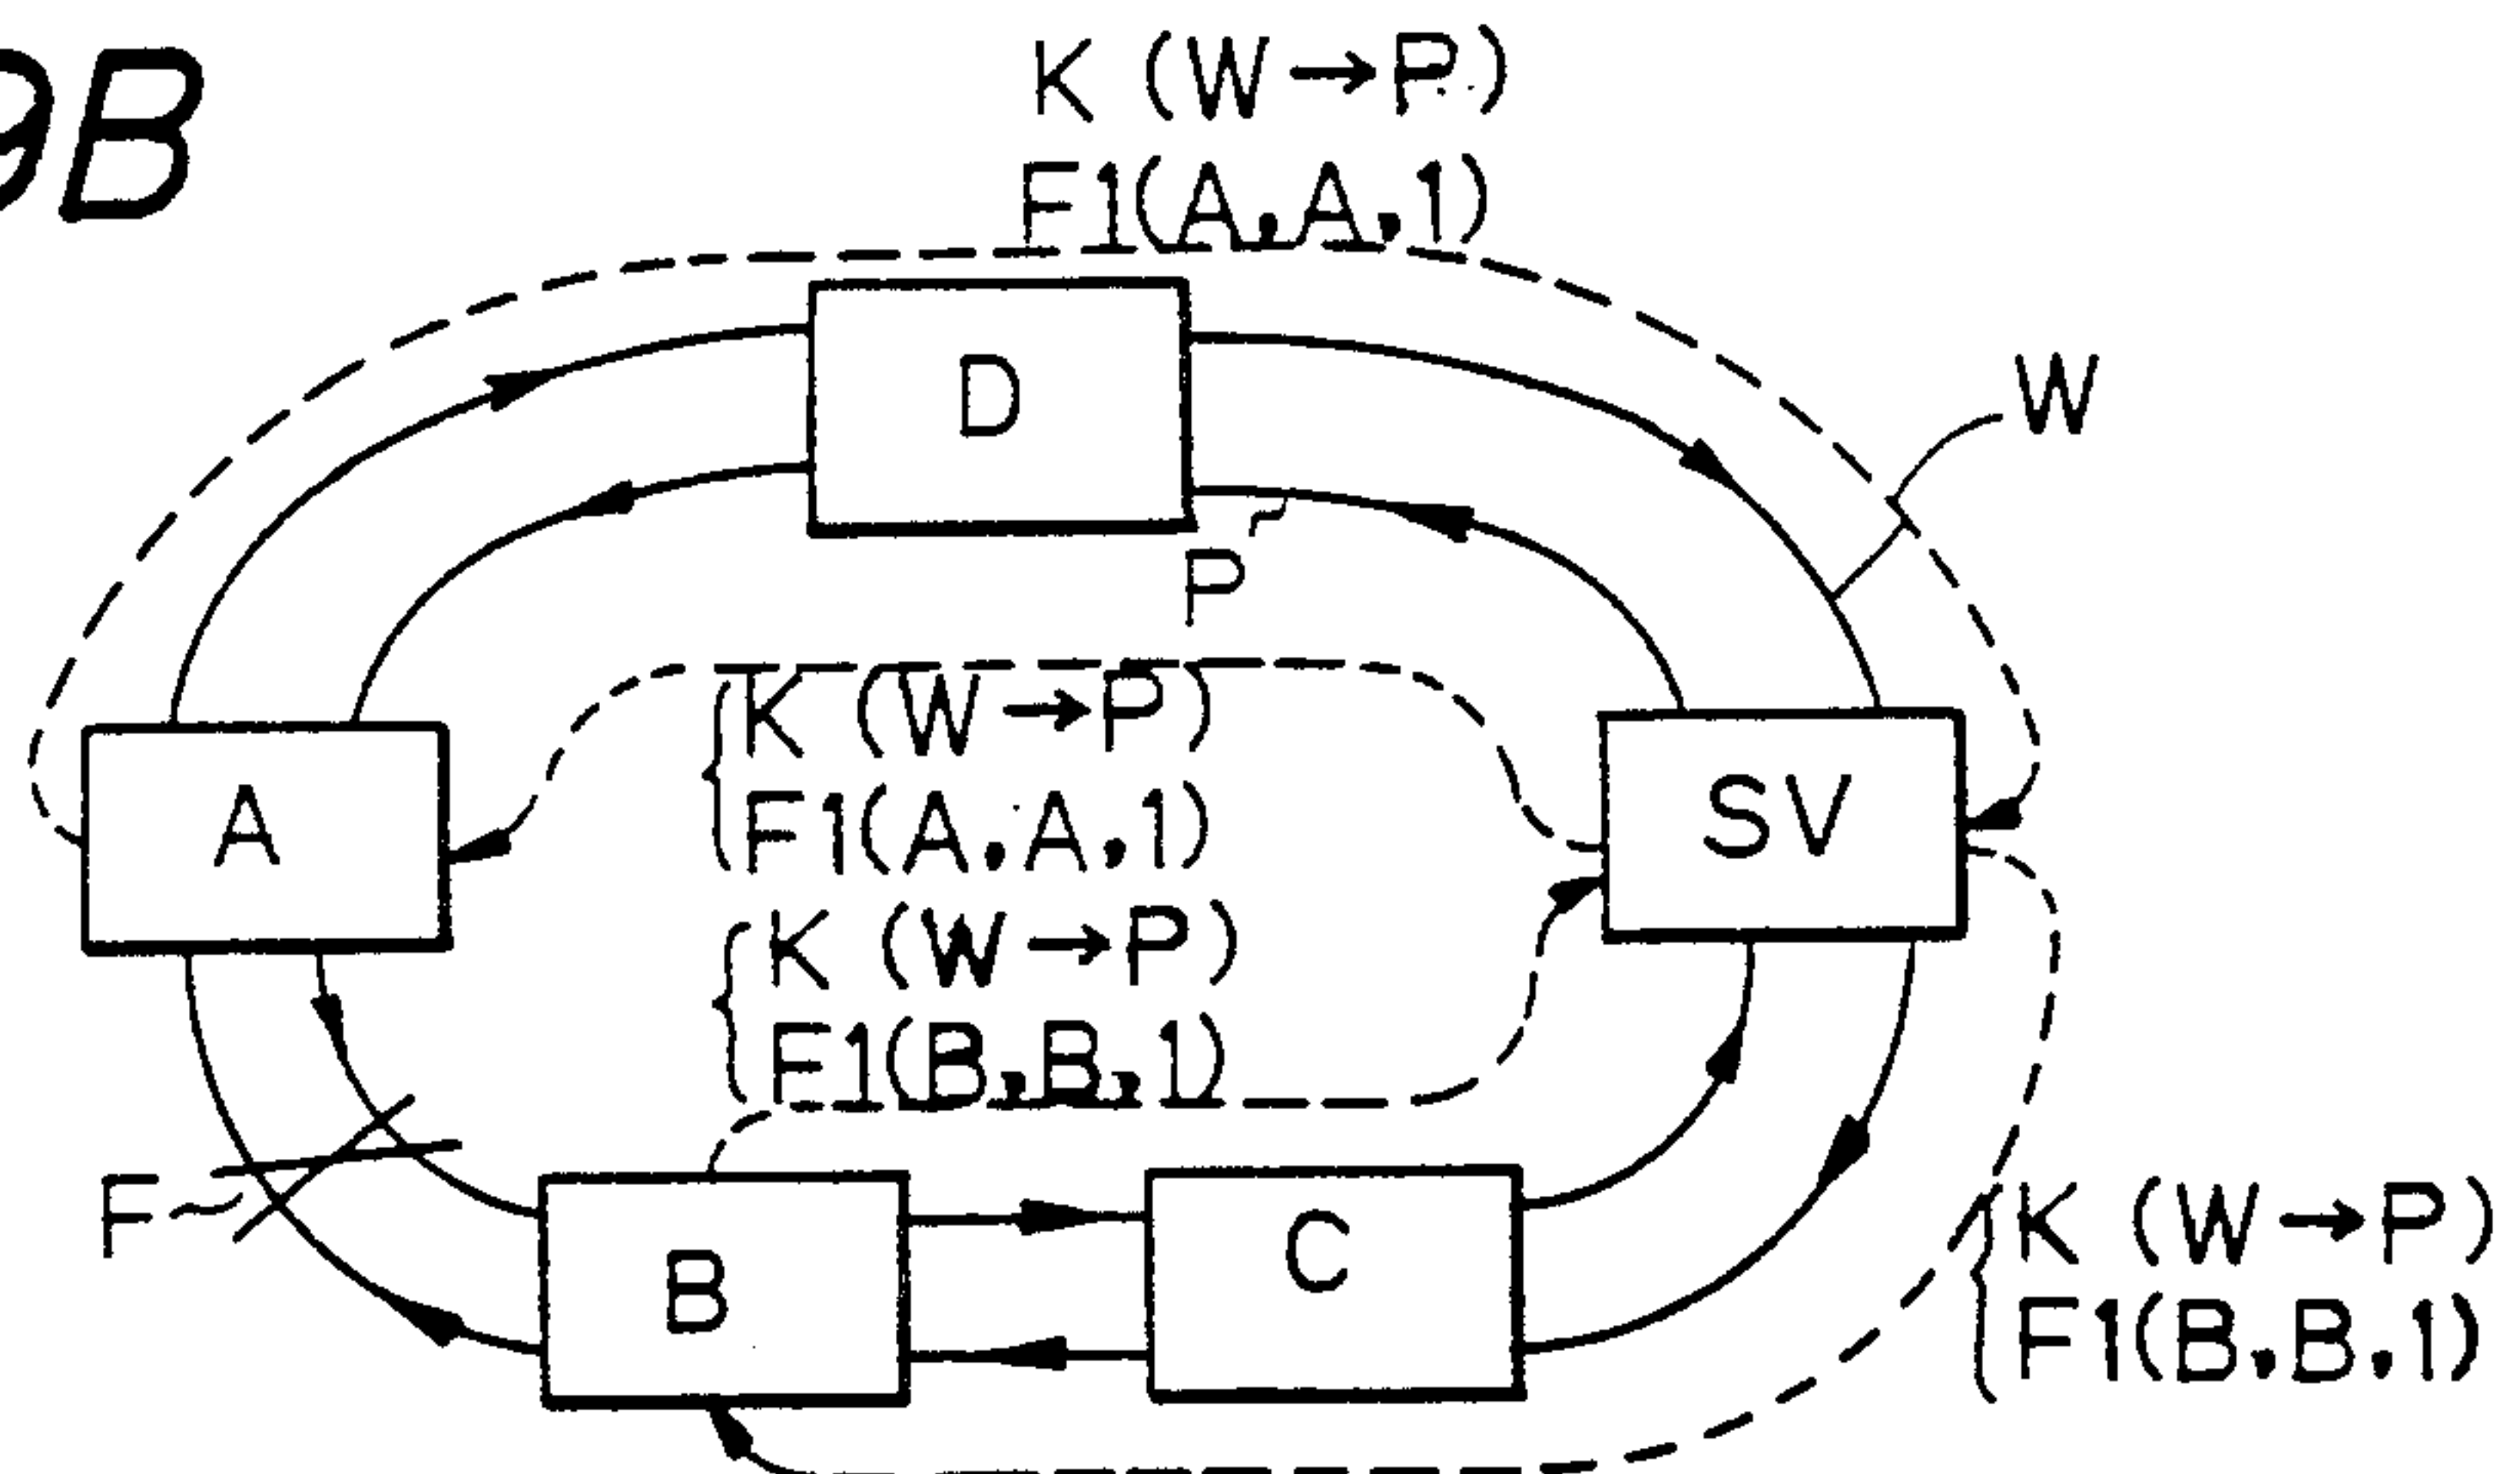 9B
K (W→P)
F1(A,A,1)
D
W
P
K (W→P)
F1(A,A,1)
A
SV
K (W→P)
F1(B,B,1)
F
B
C
K (W→P)
F1(B,B,1)